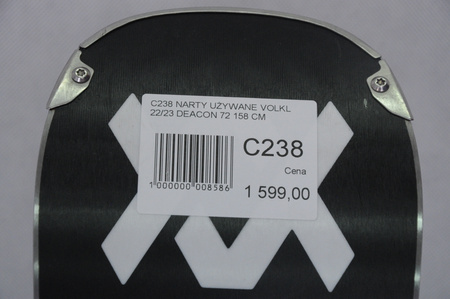 C238 NARTY UŻYWANE VOLKL
22/23 DEACON 72 158 CM
C238
Cena
1 000000 008586
1 599,00